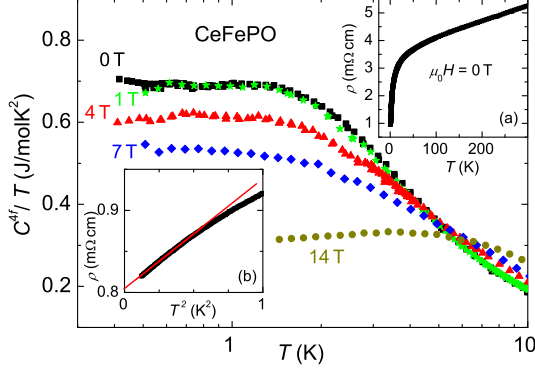 CeFePO
0 T
1 T
4 T
7 T
14 T
C⁴ᶠ/ T (J/molK²)
0.8
0.6
0.4
0.2
1
10
T (K)
ρ (mΩ cm)
5
4
3
2
1
μ₀H = 0 T
(a)
0
100
200
T (K)
ρ (mΩ cm)
0.9
0.8
(b)
0
1
T² (K²)